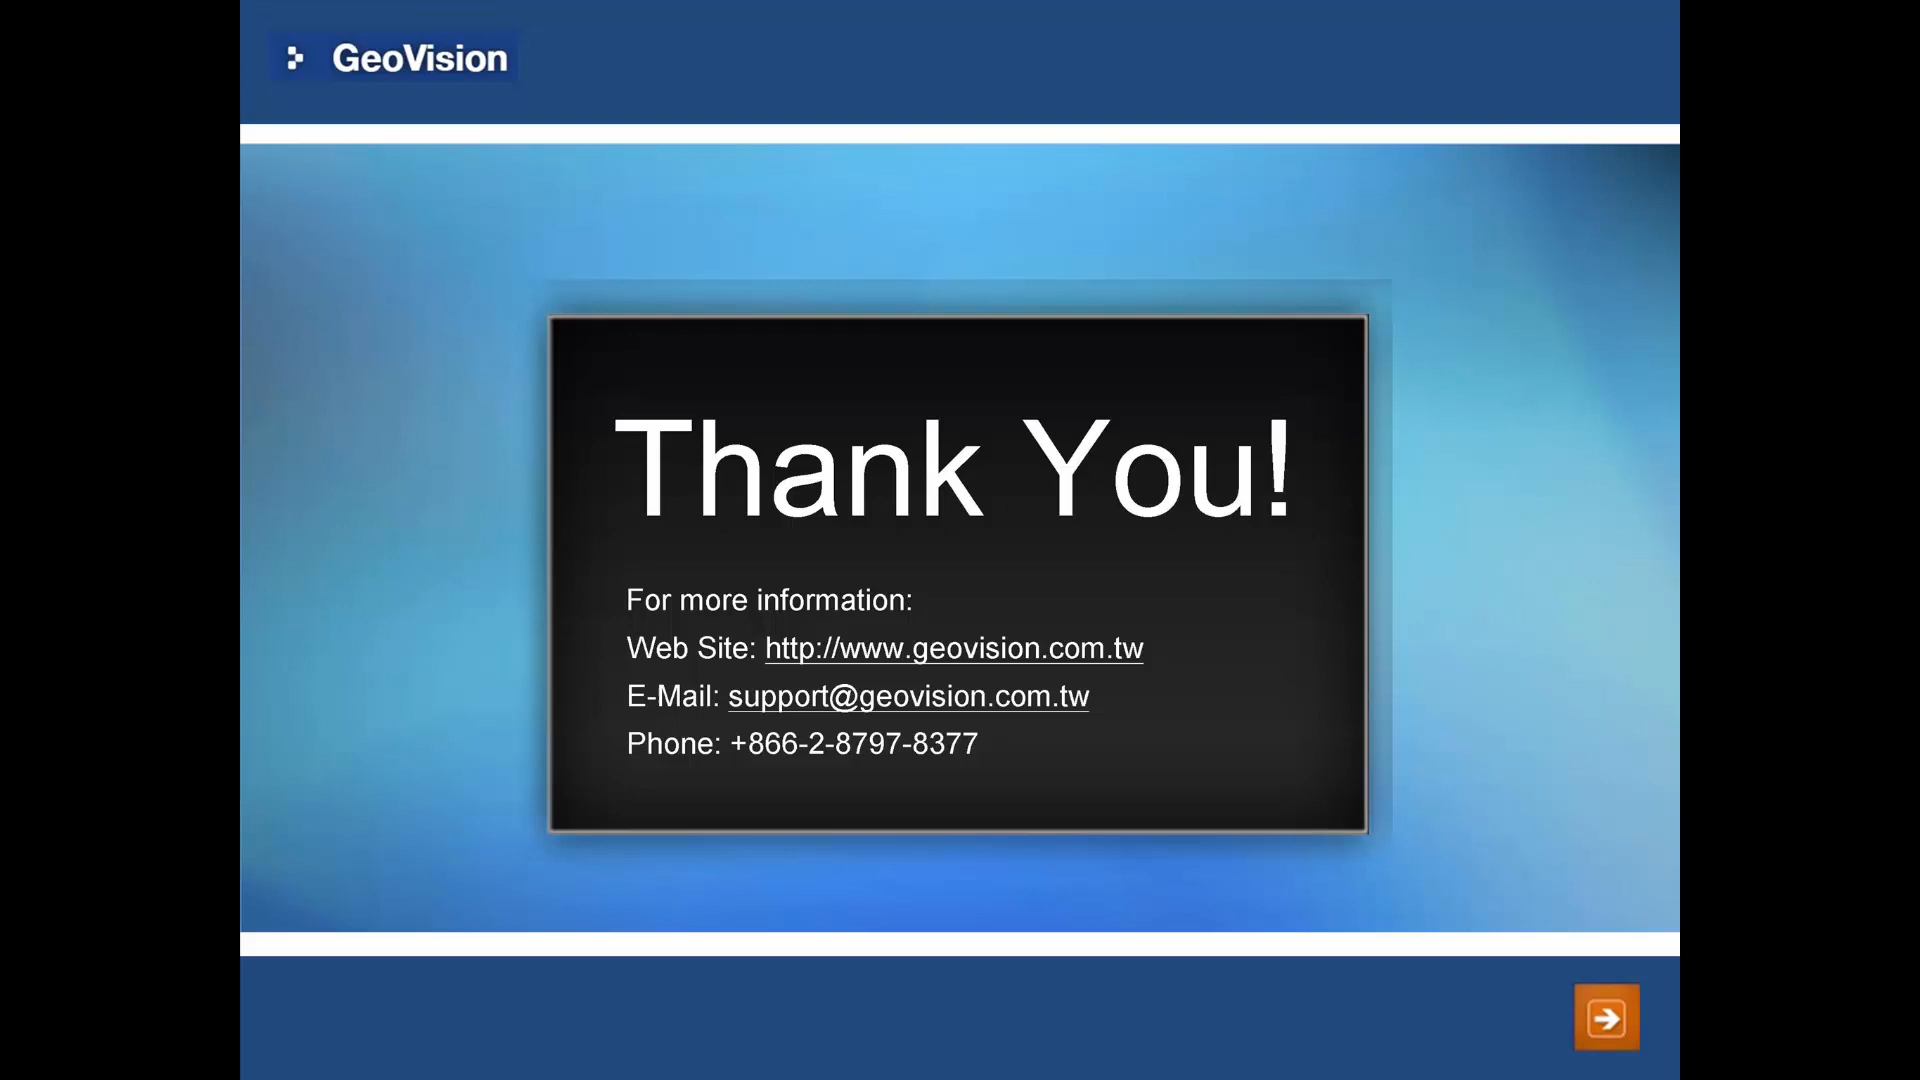 GeoVision
Thank You!
For more information:
Web Site: http://www.geovision.com.tw
E-Mail: support@geovision.com.tw
Phone: +866-2-8797-8377